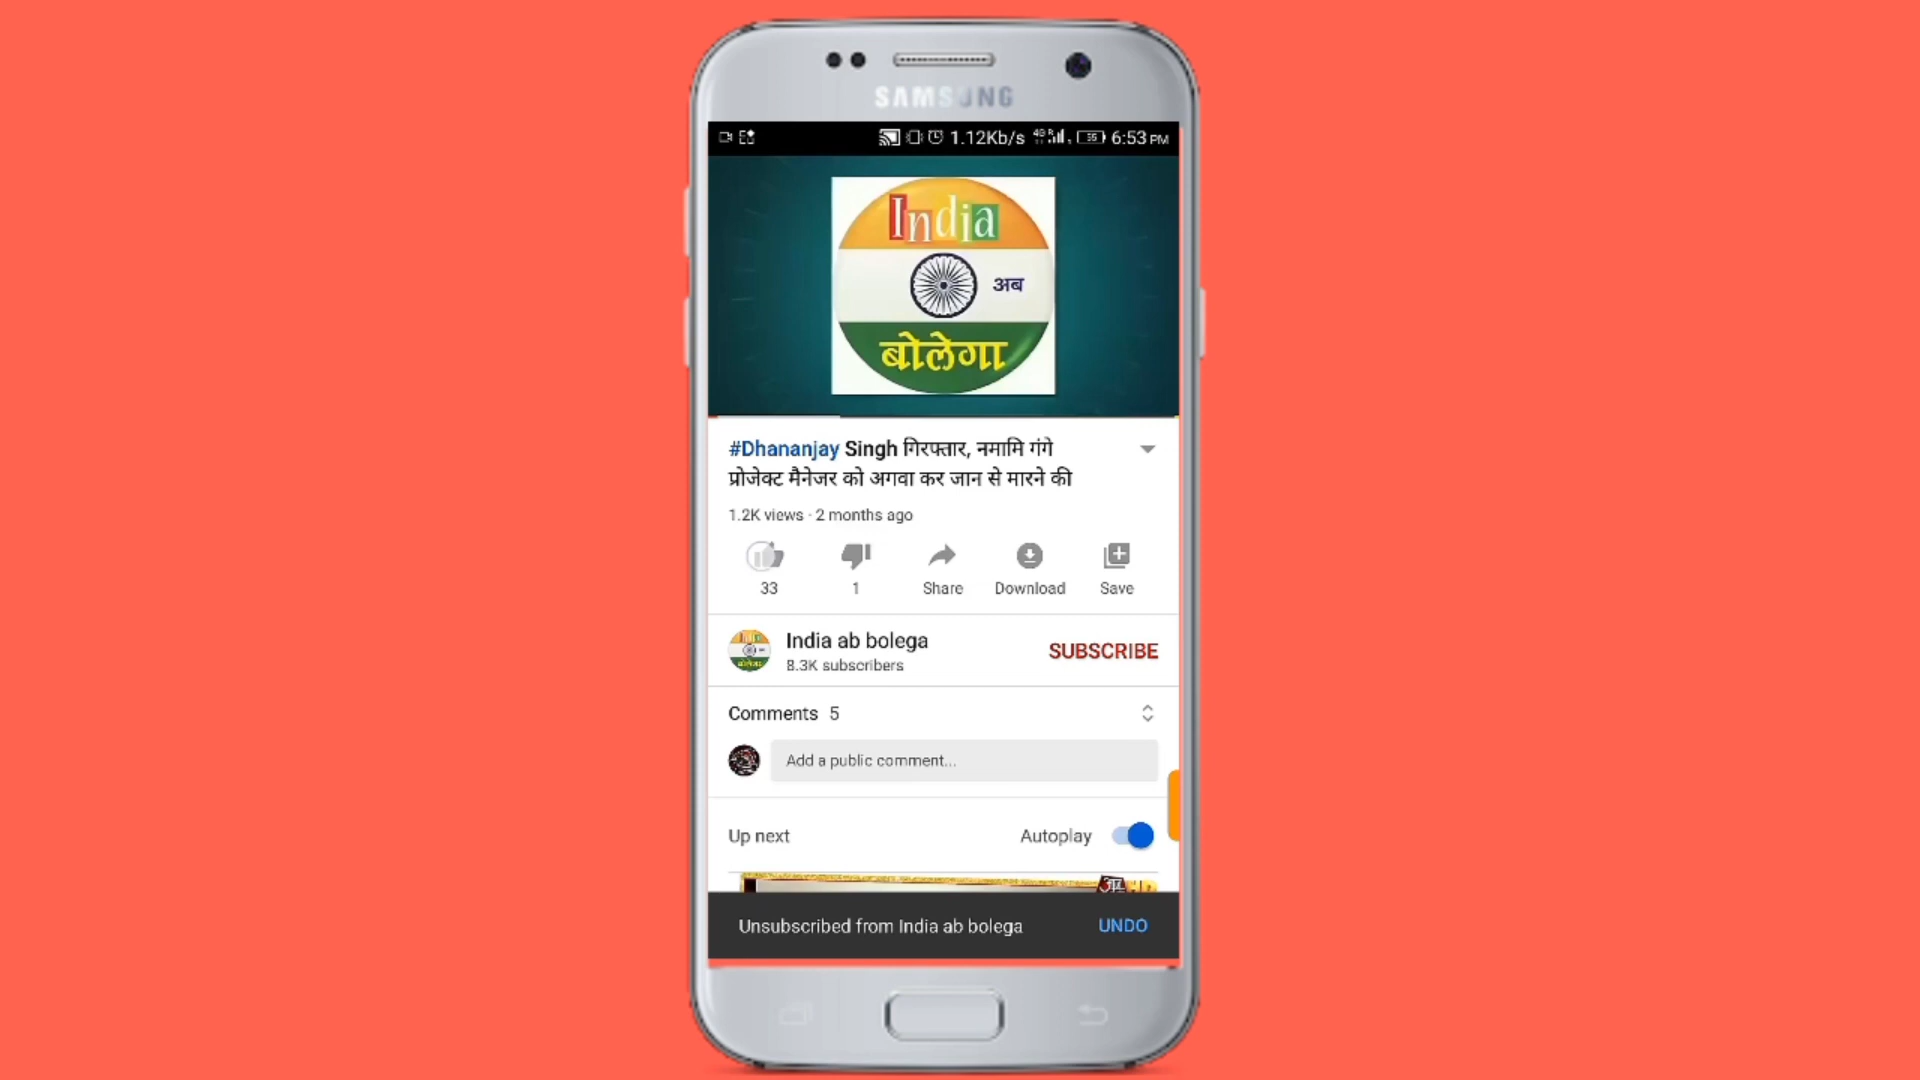 SAMSUNG
1.12Kb/s 4G R 55 6:53 PM
India
अब
बोलेगा
#Dhananjay Singh गिरफ्तार, नमामि गंगे
प्रोजेक्ट मैनेजर को अगवा कर जान से मारने की
1.2K views · 2 months ago
33 1 Share Download Save
India ab bolega SUBSCRIBE
8.3K subscribers
Comments 5
Add a public comment...
Up next Autoplay
Unsubscribed from India ab bolega UNDO